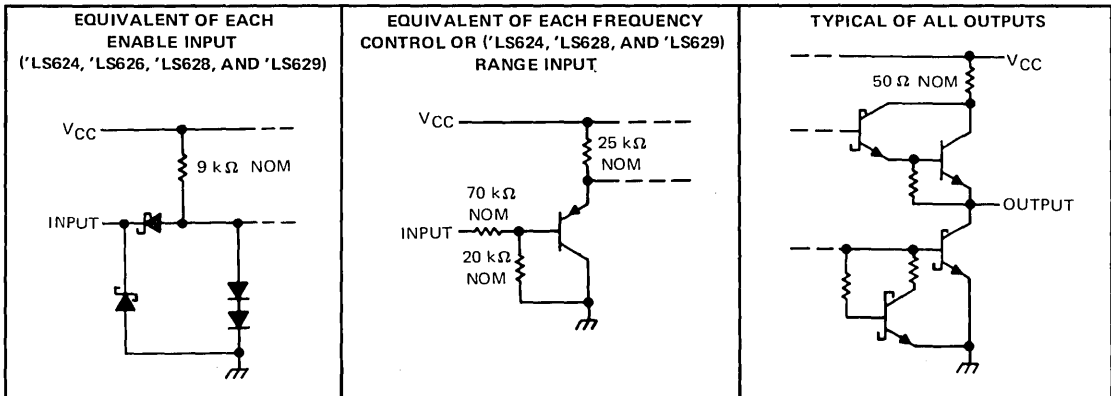 EQUIVALENT OF EACH
ENABLE INPUT
('LS624, 'LS626, 'LS628, AND 'LS629)
VCC
9 kΩ NOM
INPUT
EQUIVALENT OF EACH FREQUENCY
CONTROL OR ('LS624, 'LS628, AND 'LS629)
RANGE INPUT
VCC
25 kΩ
NOM
70 kΩ
NOM
INPUT
20 kΩ
NOM
TYPICAL OF ALL OUTPUTS
VCC
50 Ω NOM
OUTPUT